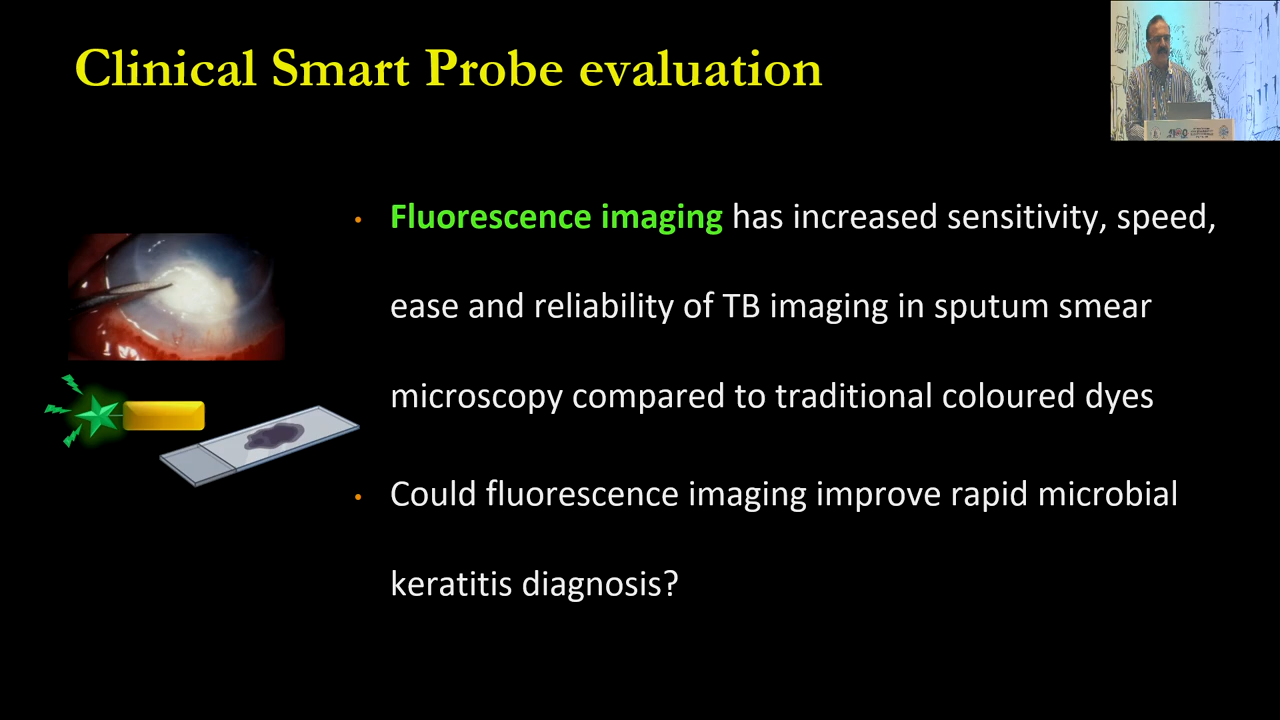 Clinical Smart Probe evaluation
• Fluorescence imaging has increased sensitivity, speed,
ease and reliability of TB imaging in sputum smear
microscopy compared to traditional coloured dyes
• Could fluorescence imaging improve rapid microbial
keratitis diagnosis?